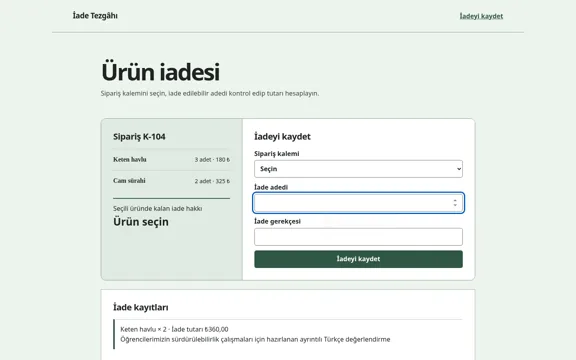 İade Tezgâhı
İadeyi kaydet
Ürün iadesi
Sipariş kalemini seçin, iade edilebilir adedi kontrol edip tutarı hesaplayın.
Sipariş K-104
Keten havlu
3 adet · 180 ₺
Cam sürahi
2 adet · 325 ₺
Seçili üründe kalan iade hakkı
Ürün seçin
İadeyi kaydet
Sipariş kalemi
Seçin
İade adedi
İade gerekçesi
İadeyi kaydet
İade kayıtları
Keten havlu × 2 · İade tutarı ₺360,00
Öğrencilerimizin sürdürülebilirlik çalışmaları için hazırlanan ayrıntılı Türkçe değerlendirme